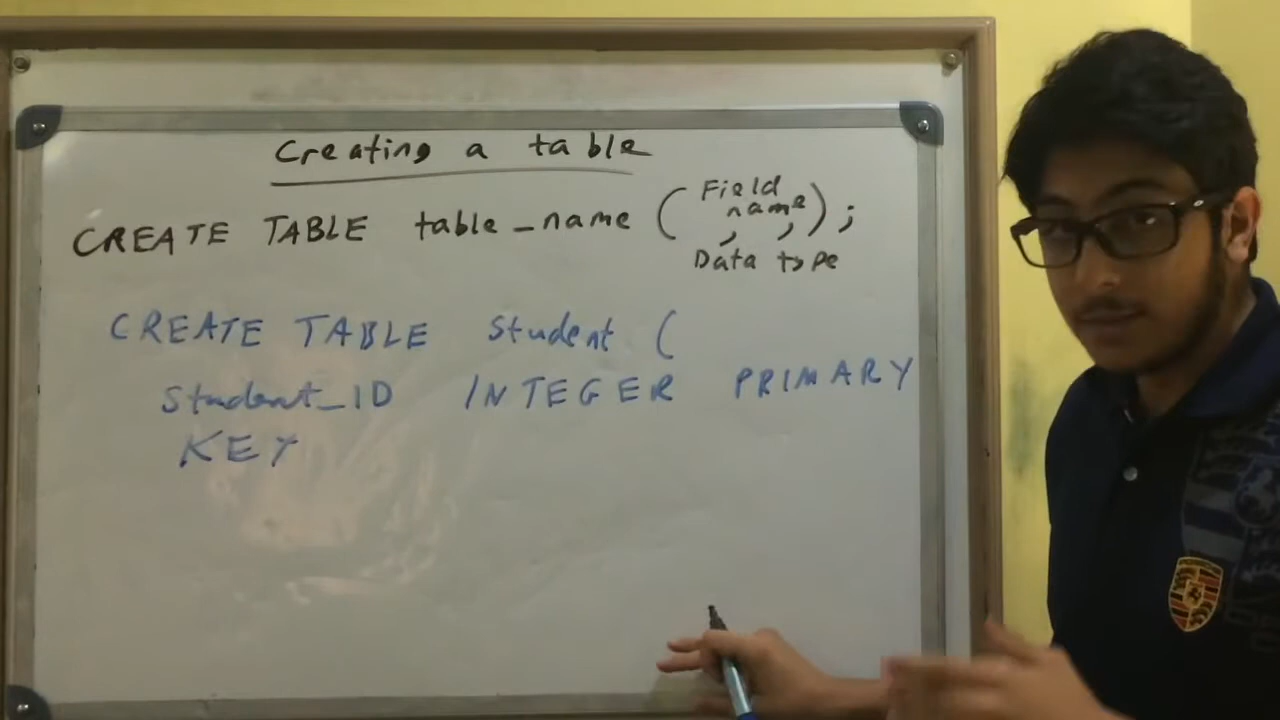 Creating a table
CREATE TABLE table_name ( Field name, , Data type ) ;
CREATE TABLE Student (
Student_ID INTEGER PRIMARY
KEY